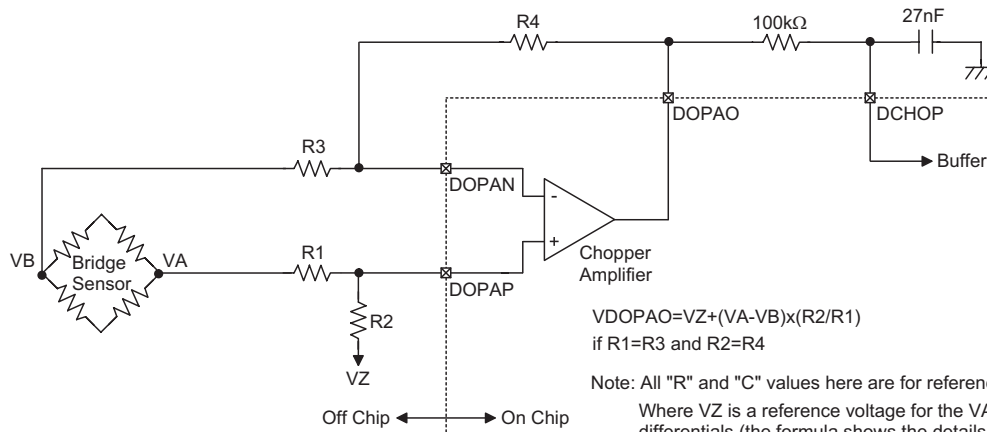 R4
100kΩ
27nF
DOPAO
DCHOP
Buffer
R3
DOPAN
-
VB
Bridge
Sensor
VA
R1
+
Chopper
Amplifier
DOPAP
R2
VZ
VDOPAO=VZ+(VA-VB)x(R2/R1)
if R1=R3 and R2=R4
Note: All "R" and "C" values here are for referen
Where VZ is a reference voltage for the VA
differentials (the formula shows the details
Off Chip
On Chip